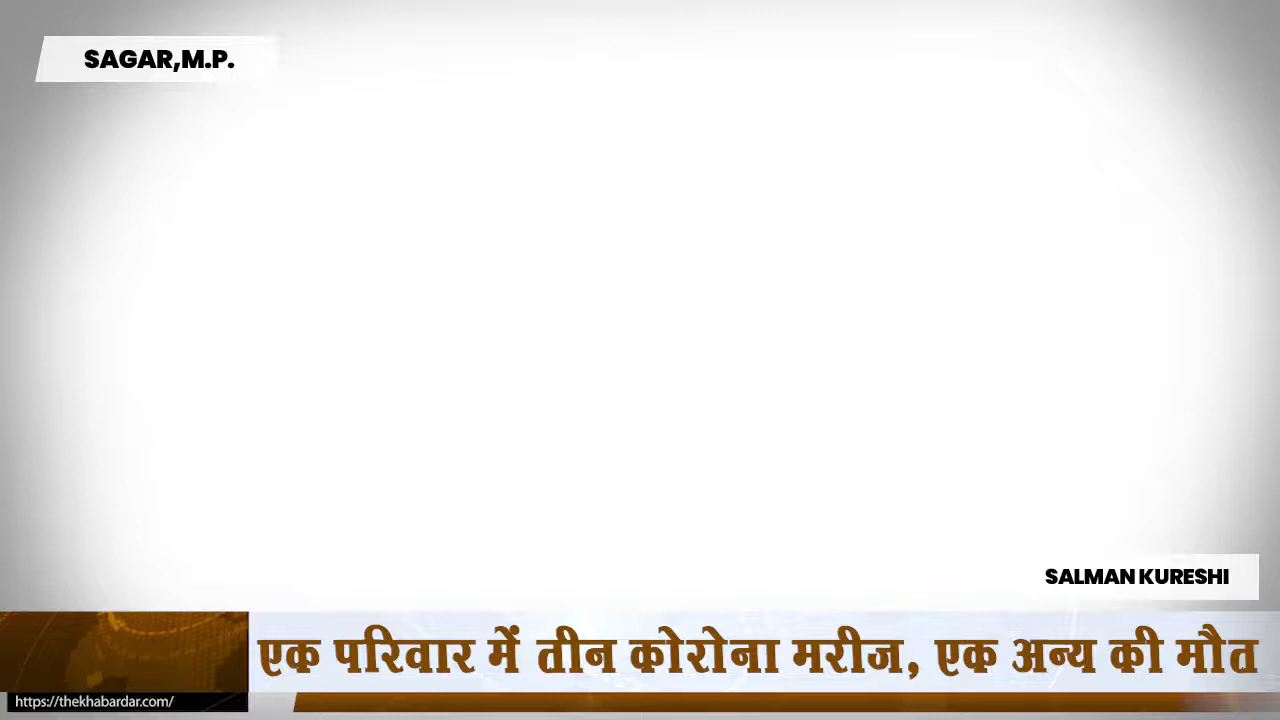 SAGAR,M.P.
SALMAN KURESHI
एक परिवार में तीन कोरोना मरीज, एक अन्य की मौत
https://thekhabardar.com/